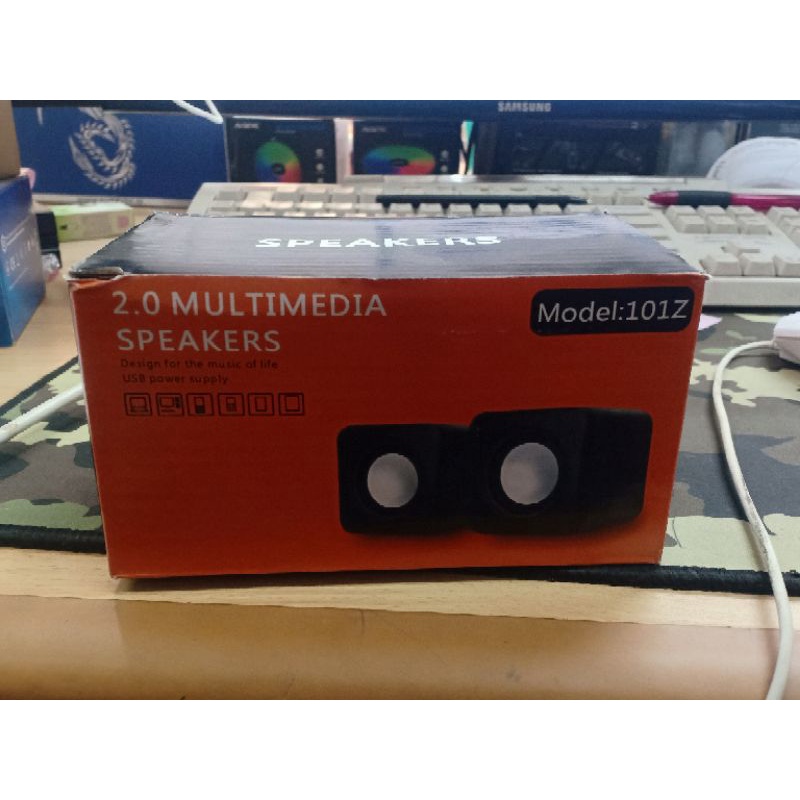 SAMSUNG
SPEAKERS
2.0 MULTIMEDIA
SPEAKERS
Model:101Z
Design for the music of life
USB power supply